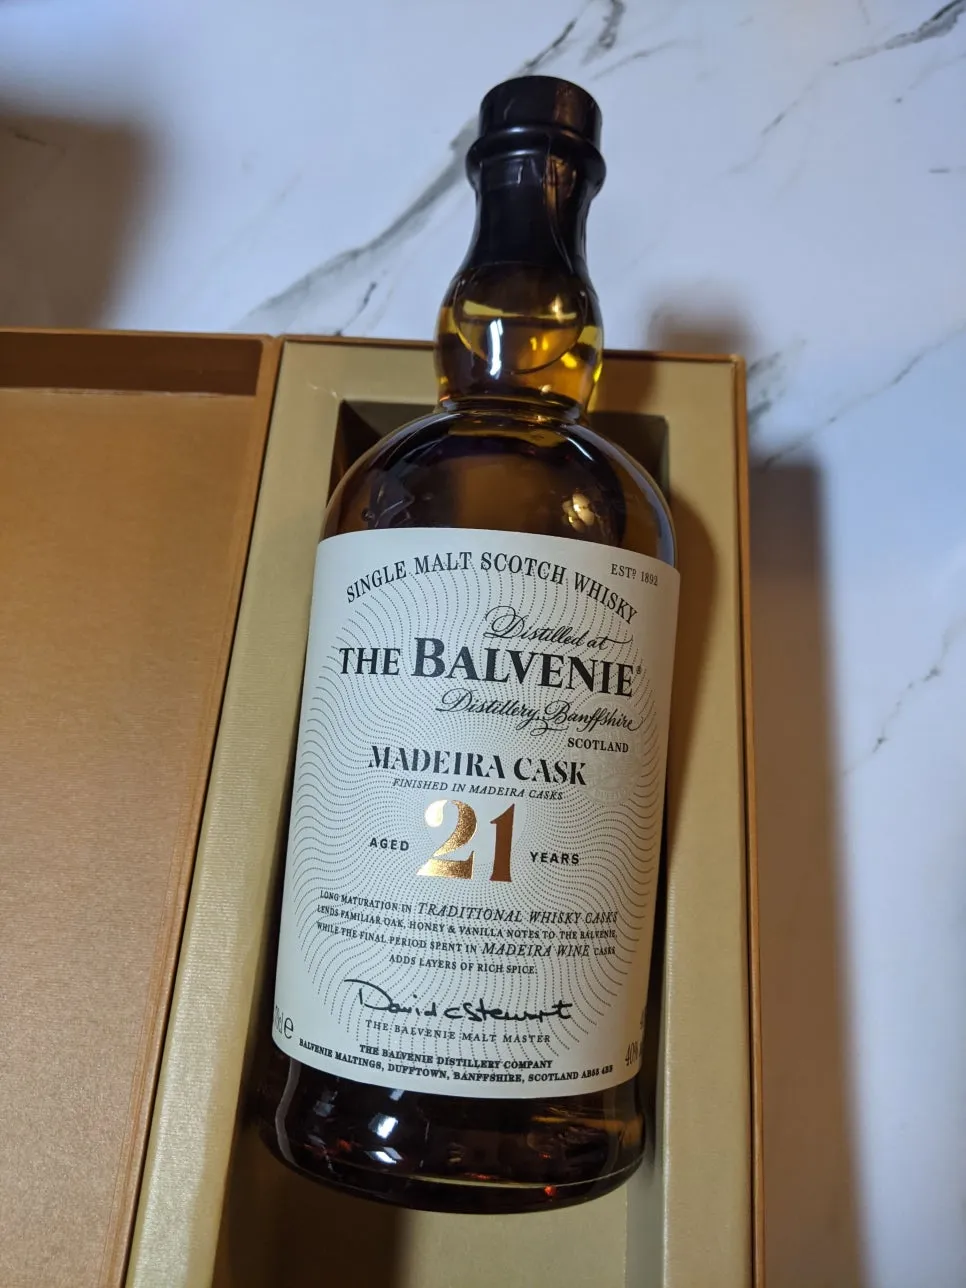 SINGLE MALT SCOTCH WHISKY
ESTD 1892
Distilled at
THE BALVENIE®
Distillery, Banffshire
SCOTLAND
MADEIRA CASK
FINISHED IN MADEIRA CASKS
AGED 21 YEARS
LONG MATURATION IN TRADITIONAL WHISKY CASKS
LENDS FAMILIAR OAK, HONEY & VANILLA NOTES TO THE BALVENIE,
WHILE THE FINAL PERIOD SPENT IN MADEIRA WINE CASKS
ADDS LAYERS OF RICH SPICE.
David C Stewart
THE BALVENIE MALT MASTER
THE BALVENIE DISTILLERY COMPANY
BALVENIE MALTINGS, DUFFTOWN, BANFFSHIRE, SCOTLAND AB55 4BB
40%